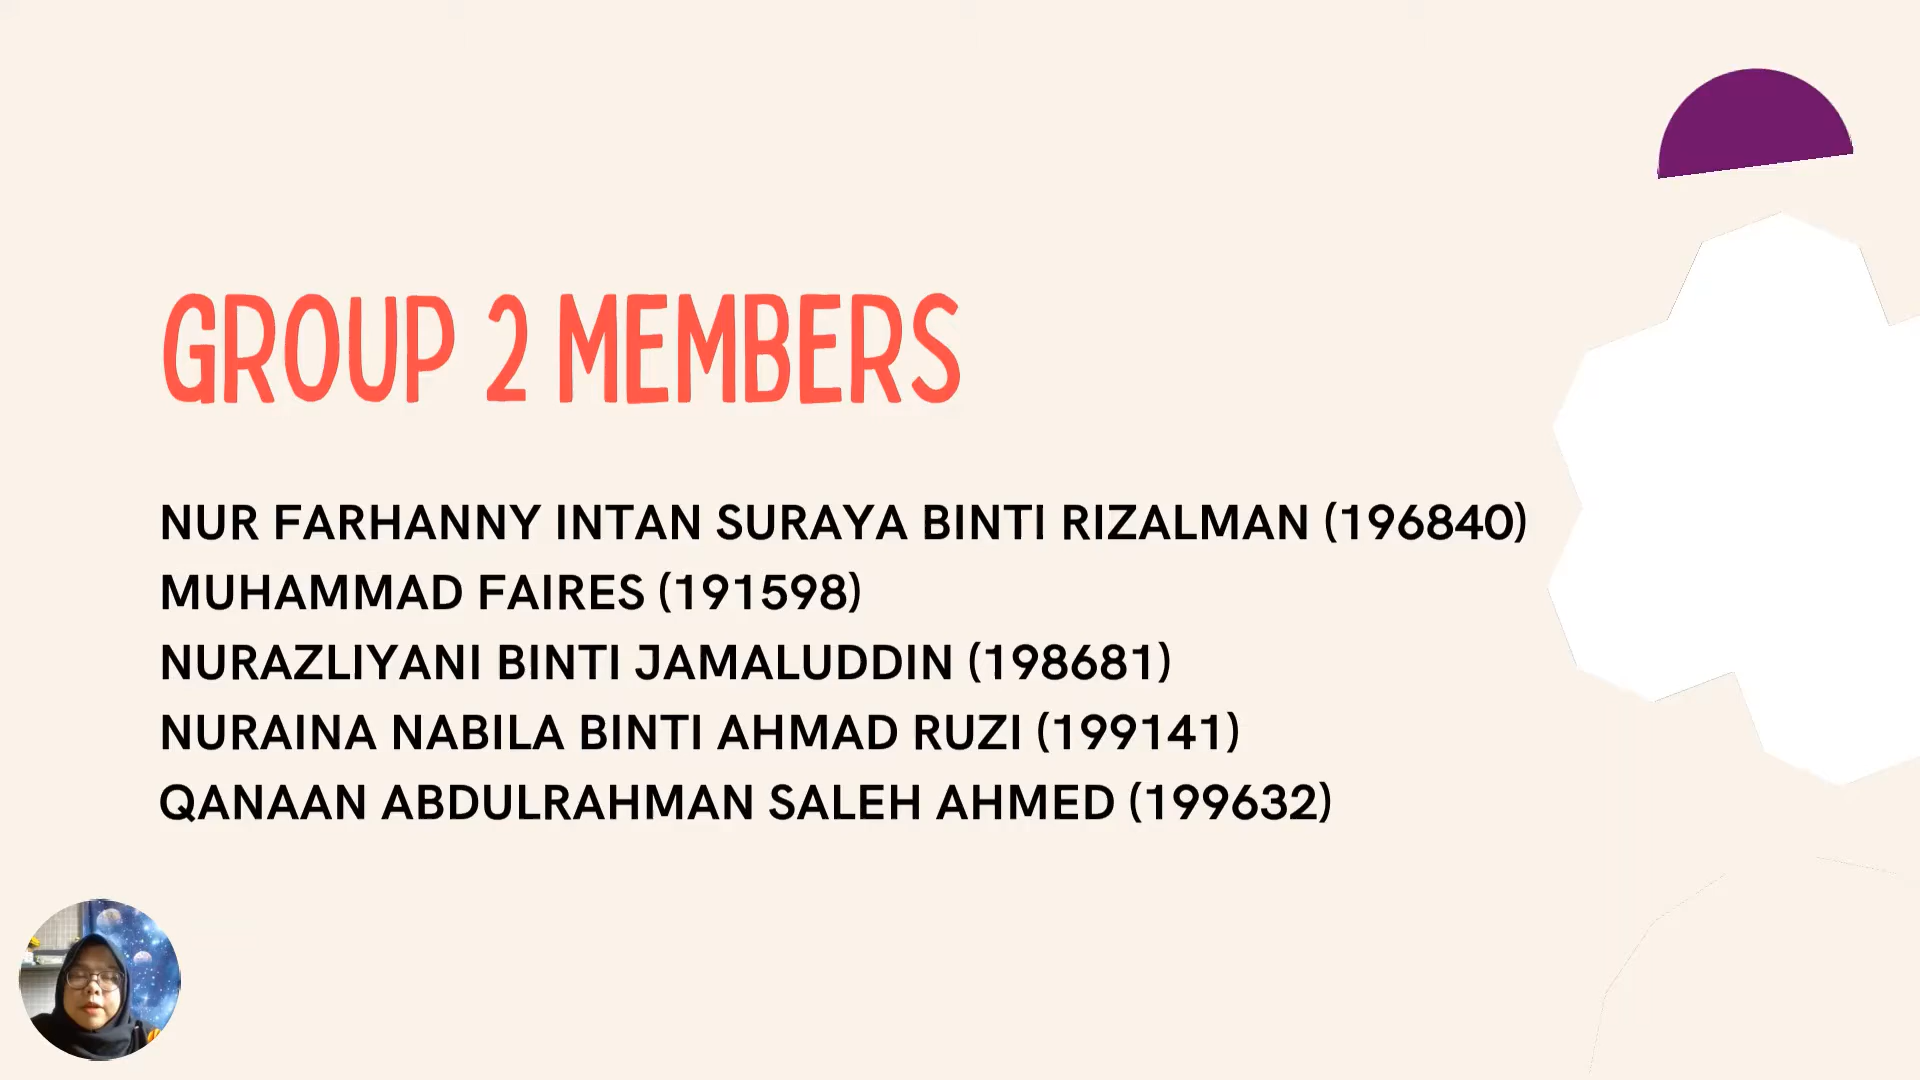 GROUP 2 MEMBERS
NUR FARHANNY INTAN SURAYA BINTI RIZALMAN (196840)
MUHAMMAD FAIRES (191598)
NURAZLIYANI BINTI JAMALUDDIN (198681)
NURAINA NABILA BINTI AHMAD RUZI (199141)
QANAAN ABDULRAHMAN SALEH AHMED (199632)